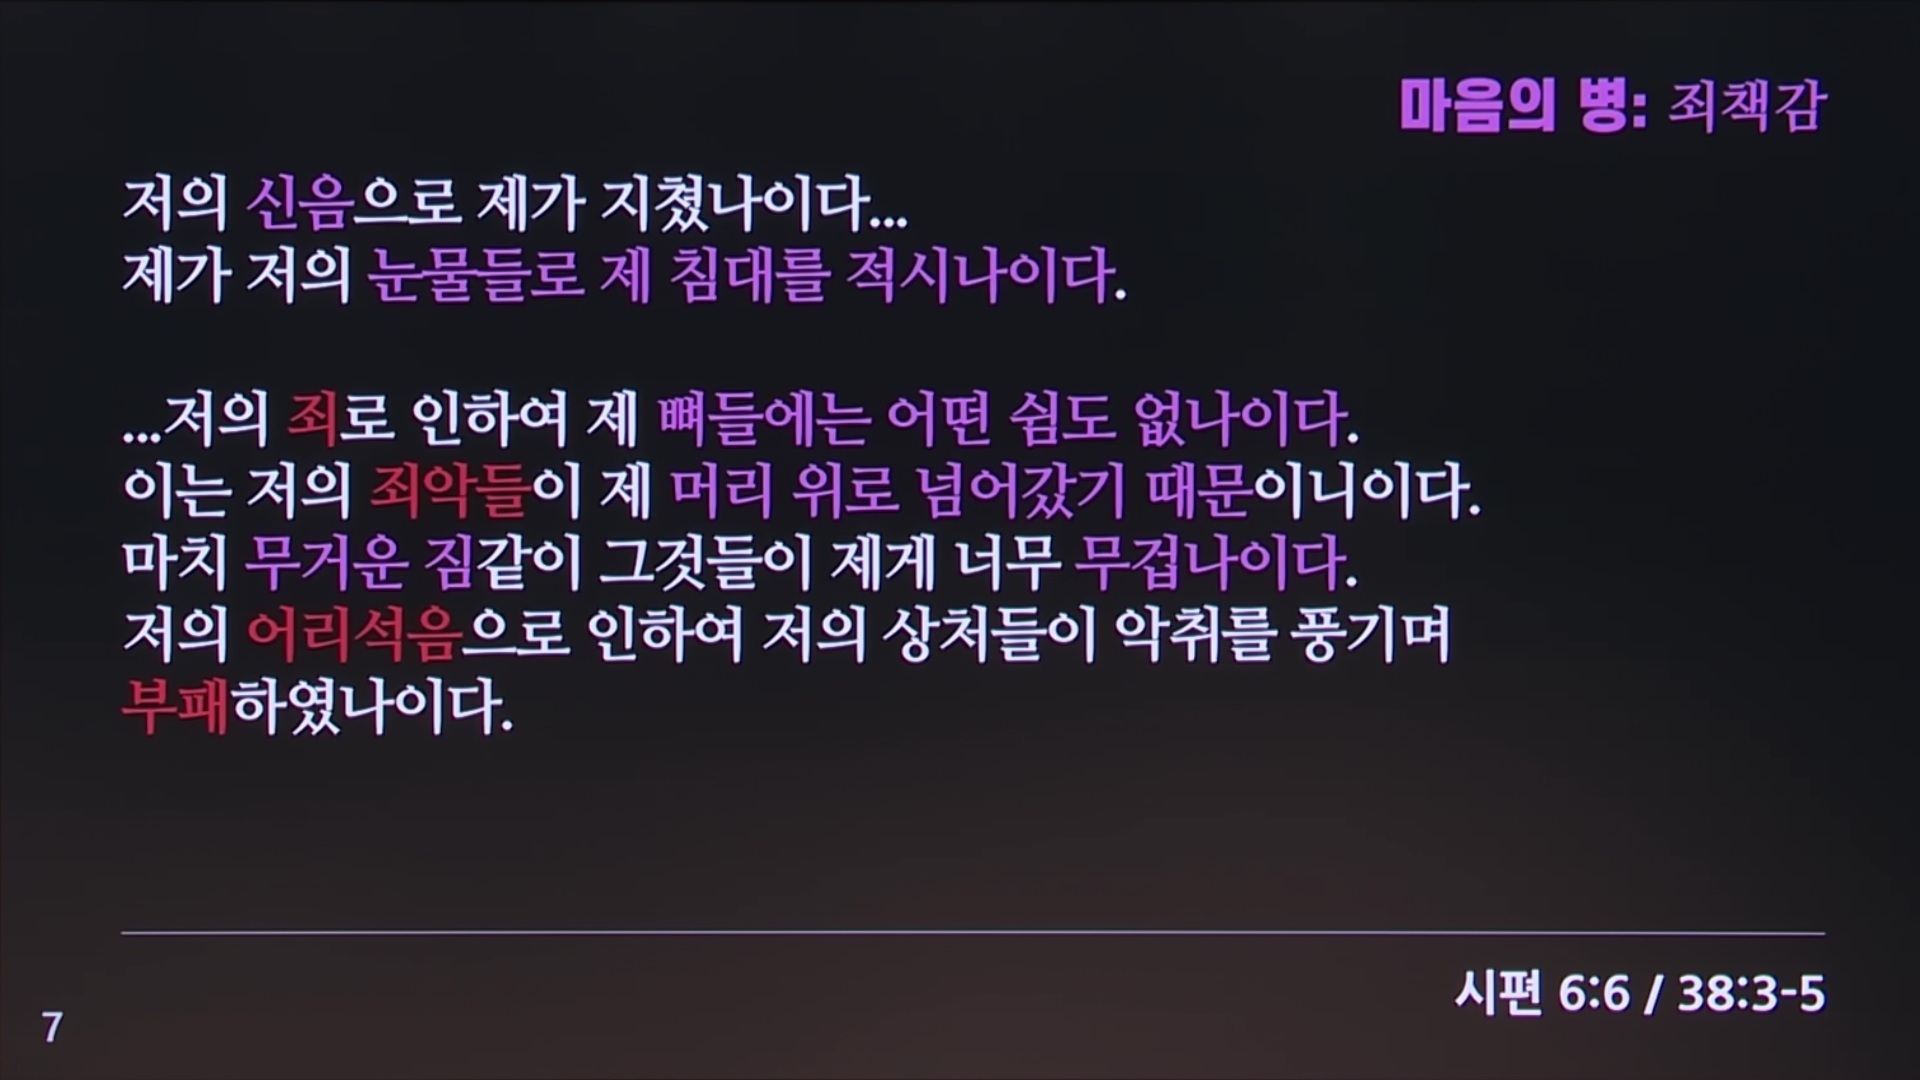 마음의 병: 죄책감
저의 신음으로 제가 지쳤나이다...
제가 저의 눈물들로 제 침대를 적시나이다.
...저의 죄로 인하여 제 뼈들에는 어떤 쉼도 없나이다.
이는 저의 죄악들이 제 머리 위로 넘어갔기 때문이니이다.
마치 무거운 짐같이 그것들이 제게 너무 무겁나이다.
저의 어리석음으로 인하여 저의 상처들이 악취를 풍기며
부패하였나이다.
시편 6:6 / 38:3-5
7